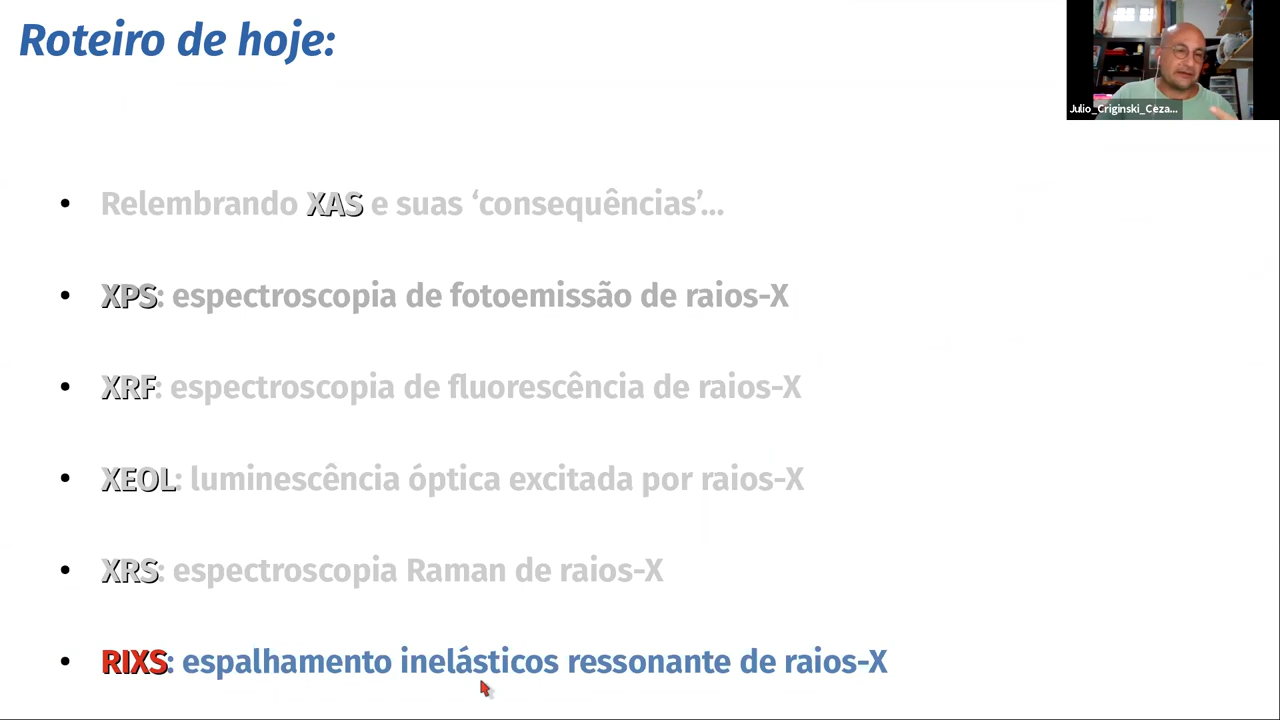 Roteiro de hoje:
Julio_Criginski_Ceza...
• Relembrando XAS e suas ‘consequências’...
• XPS: espectroscopia de fotoemissão de raios-X
• XRF: espectroscopia de fluorescência de raios-X
• XEOL: luminescência óptica excitada por raios-X
• XRS: espectroscopia Raman de raios-X
• RIXS: espalhamento inelásticos ressonante de raios-X